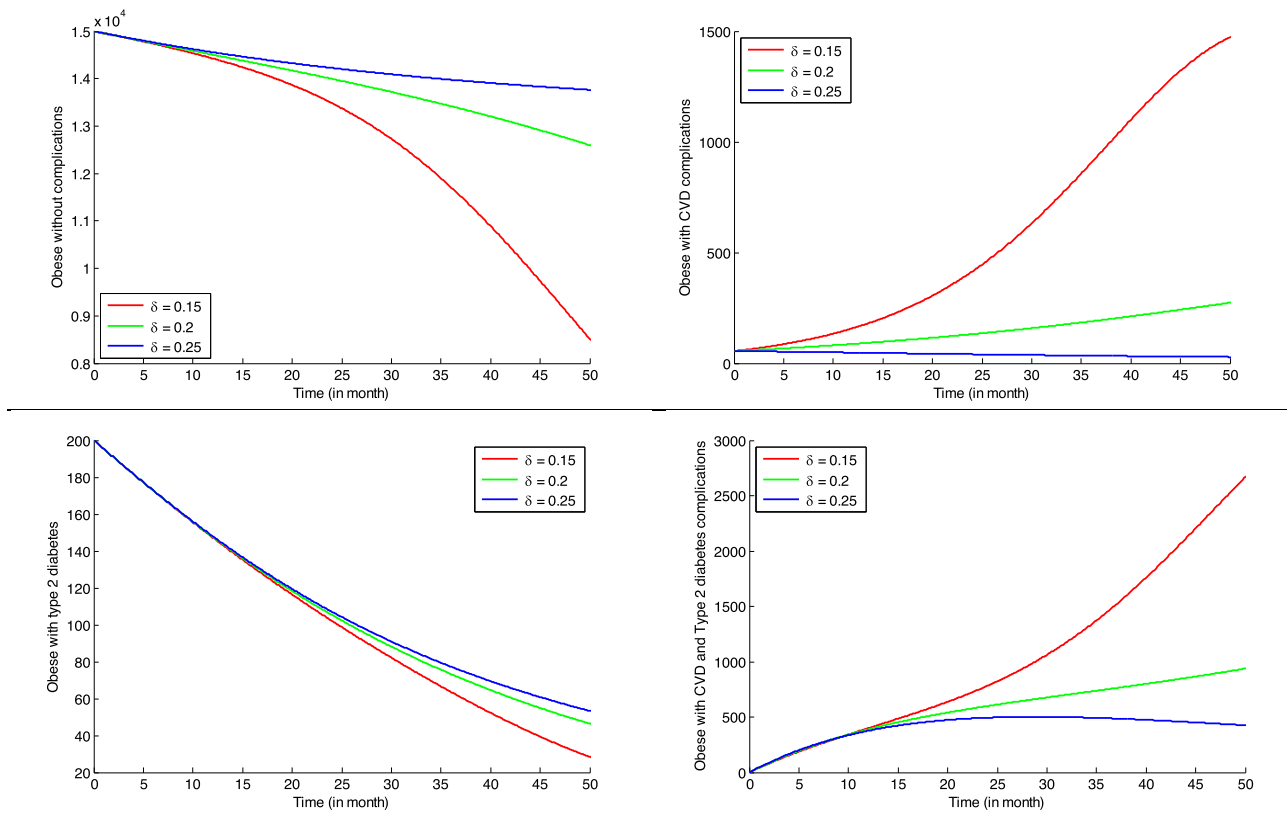 x 10⁴
1.5
1.4
1.3
1.2
1.1
1
0.9
0.8
0 5 10 15 20 25 30 35 40 45 50
Time (in month)
Obese without complications
δ = 0.15
δ = 0.2
δ = 0.25
1500
1000
500
0
0 5 10 15 20 25 30 35 40 45 50
Time (in month)
Obese with CVD complications
δ = 0.15
δ = 0.2
δ = 0.25
200
180
160
140
120
100
80
60
40
20
0 5 10 15 20 25 30 35 40 45 50
Time (in month)
Obese with type 2 diabetes
δ = 0.15
δ = 0.2
δ = 0.25
3000
2500
2000
1500
1000
500
0
0 5 10 15 20 25 30 35 40 45 50
Time (in month)
Obese with CVD and Type 2 diabetes complications
δ = 0.15
δ = 0.2
δ = 0.25